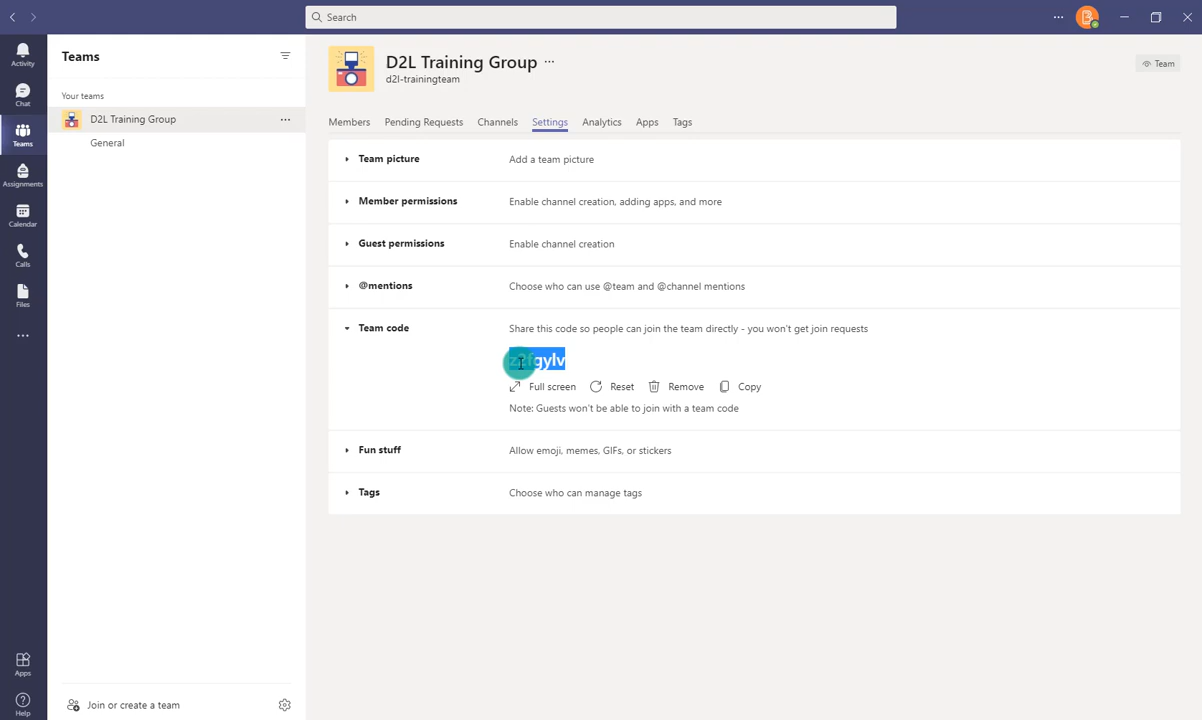 Search
Activity
Chat
Teams
Assignments
Calendar
Calls
Files
Apps
Help
Teams
Your teams
D2L Training Group
General
Join or create a team
D2L Training Group
d2l-trainingteam
Team
Members
Pending Requests
Channels
Settings
Analytics
Apps
Tags
Team picture
Add a team picture
Member permissions
Enable channel creation, adding apps, and more
Guest permissions
Enable channel creation
@mentions
Choose who can use @team and @channel mentions
Team code
Share this code so people can join the team directly - you won't get join requests
Full screen
Reset
Remove
Copy
Note: Guests won't be able to join with a team code
Fun stuff
Allow emoji, memes, GIFs, or stickers
Tags
Choose who can manage tags